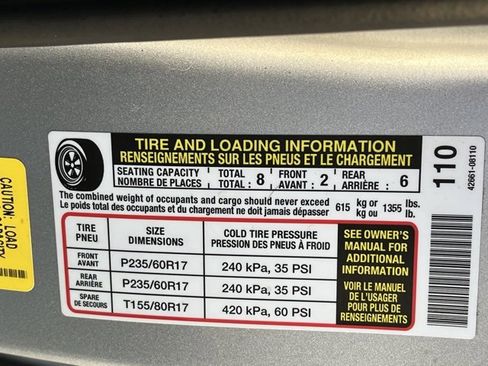 TIRE AND LOADING INFORMATION
RENSEIGNEMENTS SUR LES PNEUS ET LE CHARGEMENT
SEATING CAPACITY TOTAL FRONT REAR
NOMBRE DE PLACES TOTAL: 8 AVANT : 2 ARRIÈRE : 6
The combined weight of occupants and cargo should never exceed 615 kg or 1355 lbs.
Le poids total des occupants et du chargement ne doit jamais dépasser kg ou lb.
TIRE SIZE COLD TIRE PRESSURE
PNEU DIMENSIONS PRESSION DES PNEUS À FROID
FRONT
AVANT P235/60R17 240 kPa, 35 PSI
REAR
ARRIÈRE P235/60R17 240 kPa, 35 PSI
SPARE
DE SECOURS T155/80R17 420 kPa, 60 PSI
SEE OWNER'S
MANUAL FOR
ADDITIONAL
INFORMATION
VOIR LE MANUEL
DE L'USAGER
POUR PLUS DE
RENSEIGNEMENTS
110
42661-08110
CAUTION: LOAD